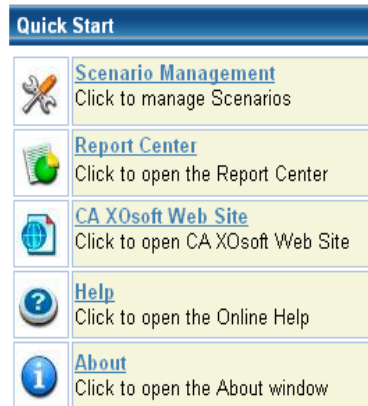 Quick Start
Scenario Management
Click to manage Scenarios
Report Center
Click to open the Report Center
CA XOsoft Web Site
Click to open CA XOsoft Web Site
Help
Click to open the Online Help
About
Click to open the About window